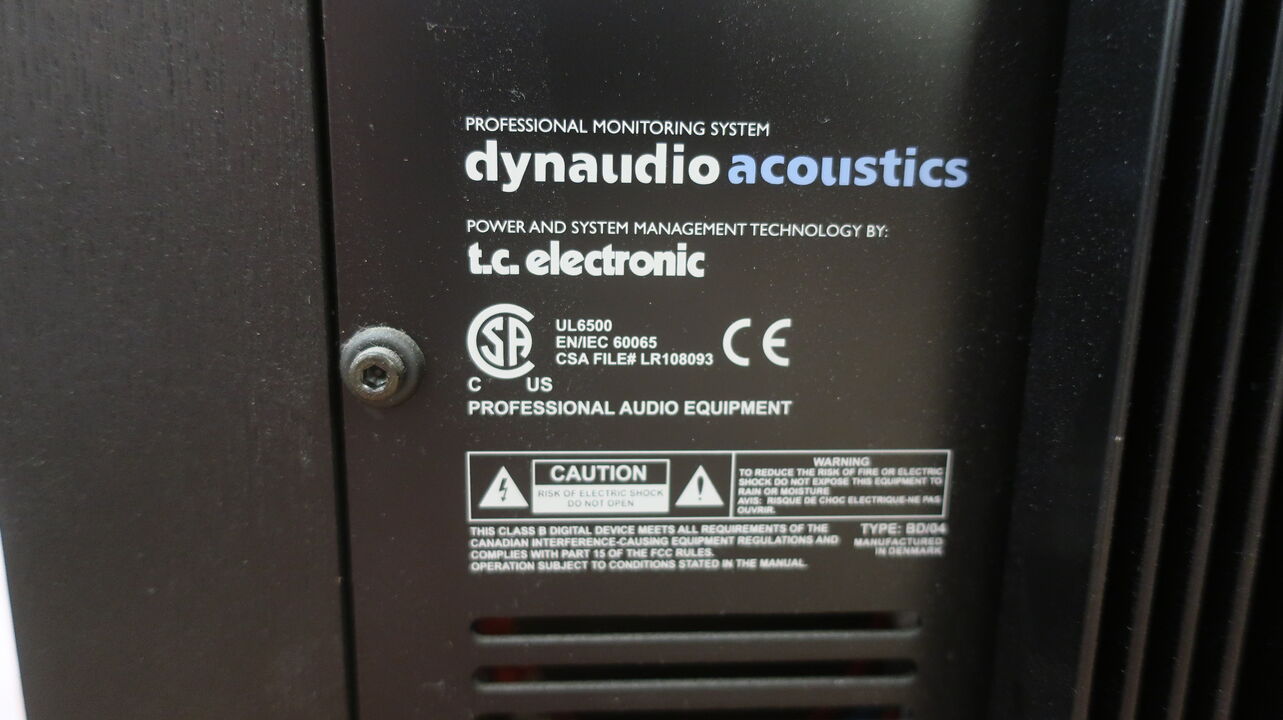 PROFESSIONAL MONITORING SYSTEM
dynaudio acoustics
POWER AND SYSTEM MANAGEMENT TECHNOLOGY BY:
t.c. electronic
CSA
UL6500
EN/IEC 60065
CSA FILE# LR108093
CE
C US
PROFESSIONAL AUDIO EQUIPMENT
CAUTION
RISK OF ELECTRIC SHOCK
DO NOT OPEN
WARNING
TO REDUCE THE RISK OF FIRE OR ELECTRIC
SHOCK DO NOT EXPOSE THIS EQUIPMENT TO
RAIN OR MOISTURE
AVIS: RISQUE DE CHOC ELECTRIQUE-NE PAS
OUVRIR.
THIS CLASS B DIGITAL DEVICE MEETS ALL REQUIREMENTS OF THE
CANADIAN INTERFERENCE-CAUSING EQUIPMENT REGULATIONS AND
COMPLIES WITH PART 15 OF THE FCC RULES.
OPERATION SUBJECT TO CONDITIONS STATED IN THE MANUAL.
TYPE: BD/04
MANUFACTURED
IN DENMARK